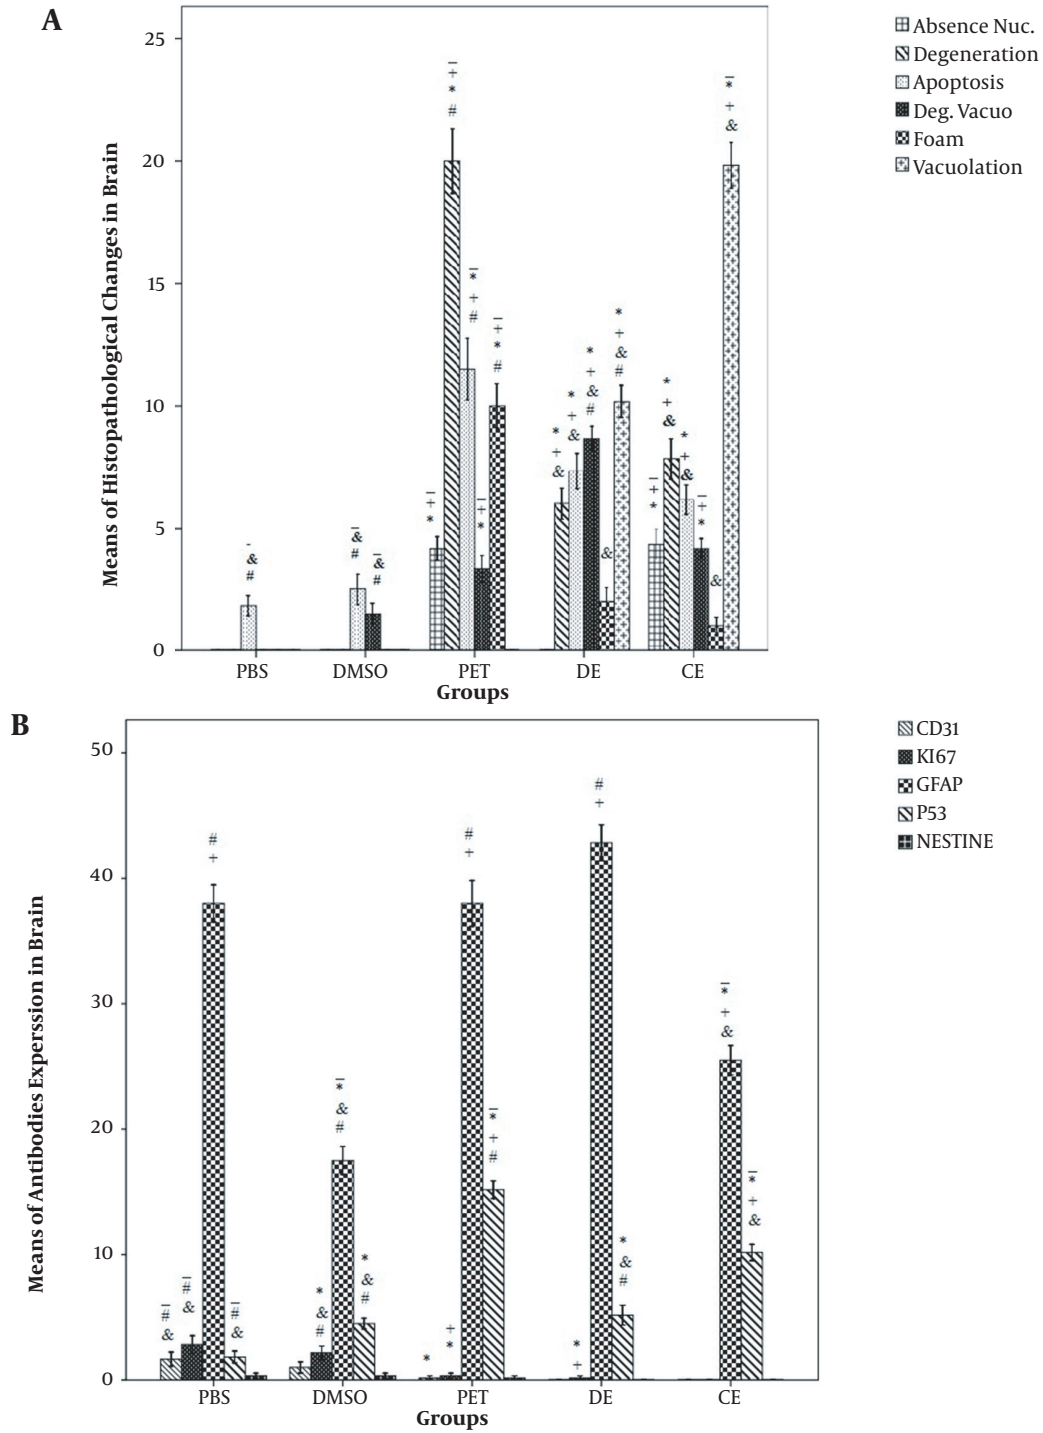 A
Absence Nuc.
Degeneration
Apoptosis
Deg. Vacuo
Foam
Vacuolation
Means of Histopathological Changes in Brain
25
20
15
10
5
0
PBS DMSO PET DE CE
Groups
B
CD31
KI67
GFAP
P53
NESTINE
Means of Antibodies Experssion in Brain
50
40
30
20
10
0
PBS DMSO PET DE CE
Groups